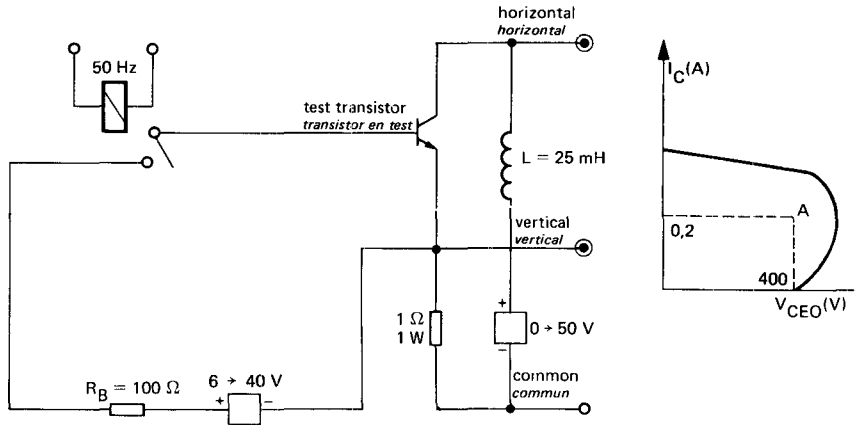 horizontal
horizontal
50 Hz
test transistor
transistor en test
L = 25 mH
vertical
vertical
1 Ω
1 W
+
0 → 50 V
−
R_B = 100 Ω
6 → 40 V
+
−
common
commun
I_C(A)
A
0,2
400
V_CEO(V)